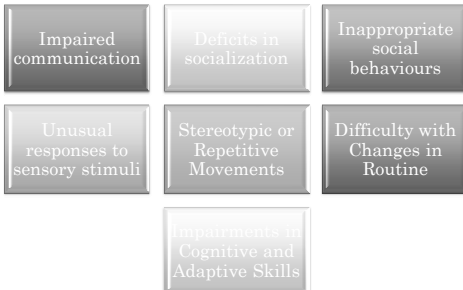 Impaired
communication
Deficits in
socialization
Inappropriate
social
behaviours
Unusual
responses to
sensory stimuli
Stereotypic or
Repetitive
Movements
Difficulty with
Changes in
Routine
Impairments in
Cognitive and
Adaptive Skills